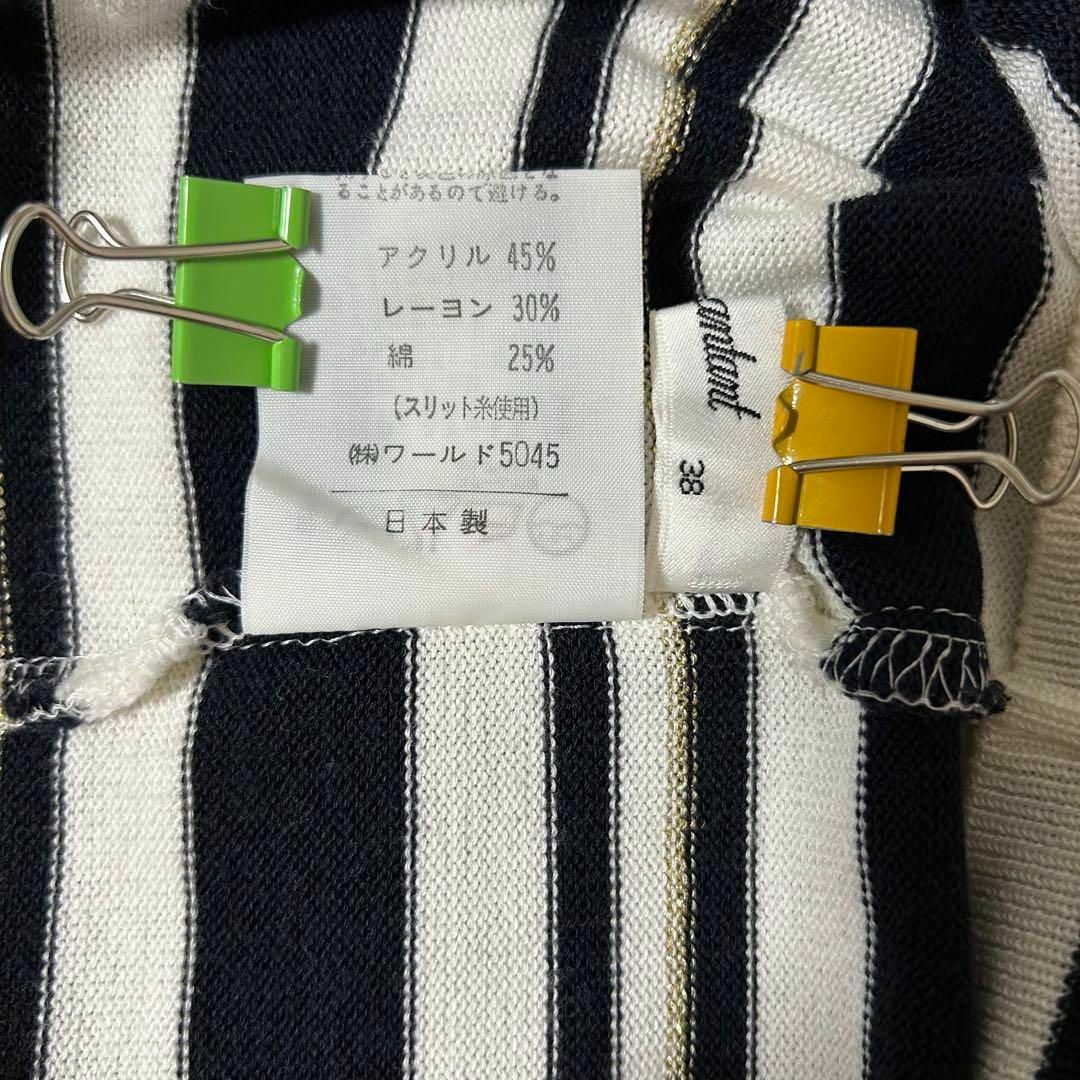 ることがあるので避ける。
アクリル 45%
レーヨン 30%
綿 25%
(スリット糸使用)
㈱ワールド5045
日本製
andant
38